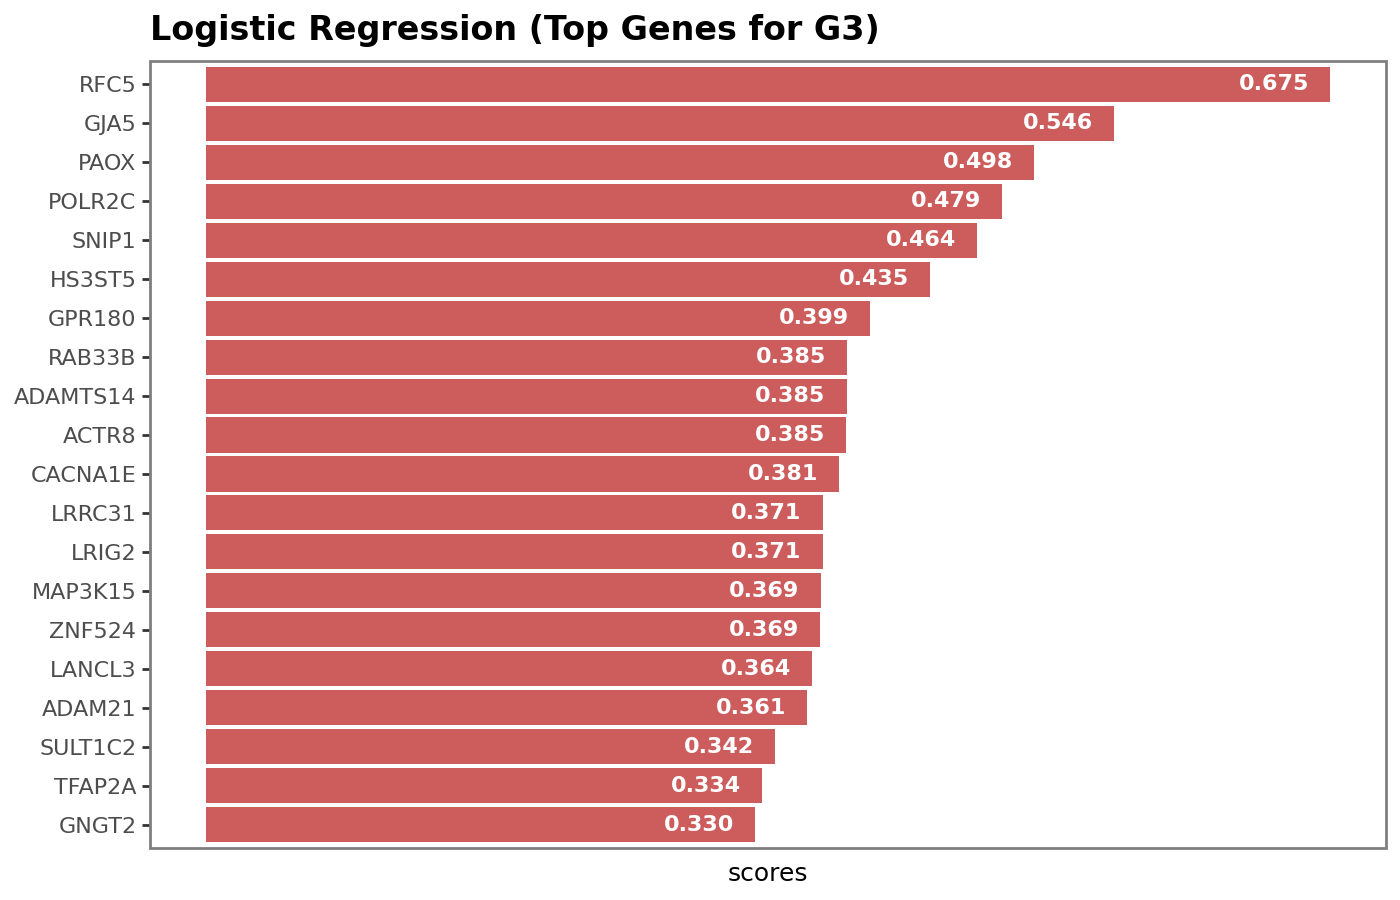 Logistic Regression (Top Genes for G3)
RFC5 0.675
GJA5 0.546
PAOX 0.498
POLR2C 0.479
SNIP1 0.464
HS3ST5 0.435
GPR180 0.399
RAB33B 0.385
ADAMTS14 0.385
ACTR8 0.385
CACNA1E 0.381
LRRC31 0.371
LRIG2 0.371
MAP3K15 0.369
ZNF524 0.369
LANCL3 0.364
ADAM21 0.361
SULT1C2 0.342
TFAP2A 0.334
GNGT2 0.330
scores